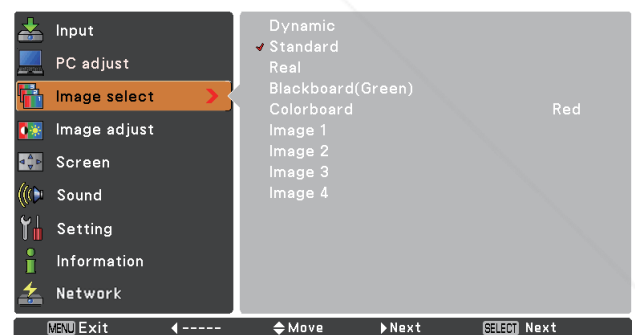 Input
PC adjust
Image select
Image adjust
Screen
Sound
Setting
Information
Network
Dynamic
Standard
Real
Blackboard(Green)
Colorboard Red
Image 1
Image 2
Image 3
Image 4
MENU Exit ----- Move Next SELECT Next